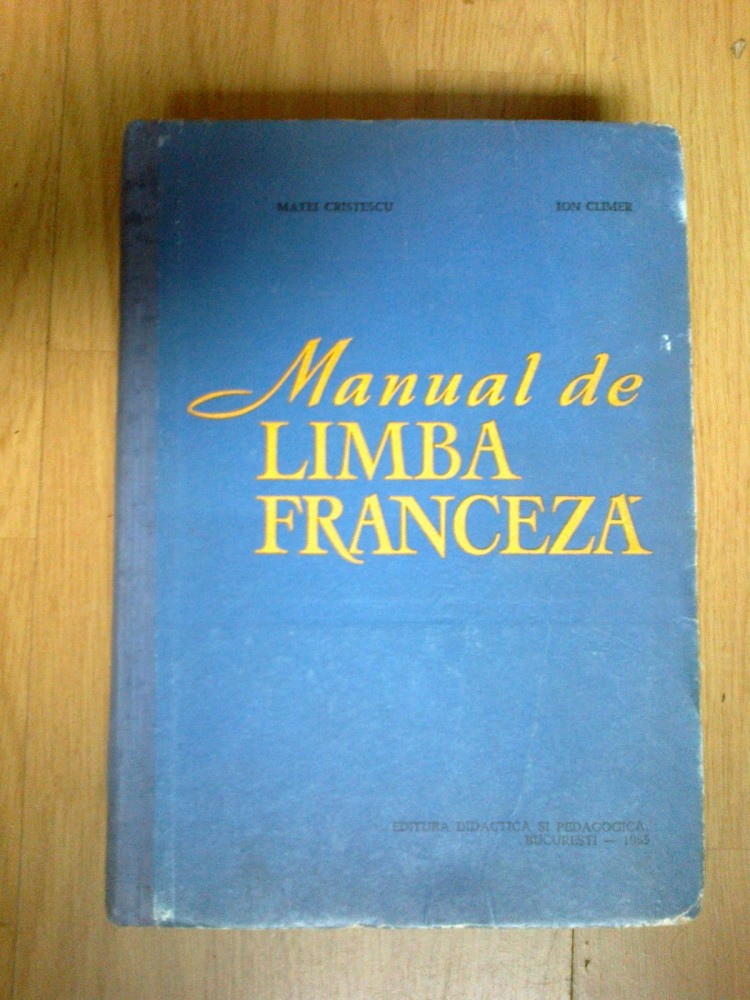 MATEI CRISTESCU ION CLIMER
Manual de
LIMBA
FRANCEZĂ
EDITURA DIDACTICĂ ȘI PEDAGOGICĂ,
BUCUREȘTI — 1965